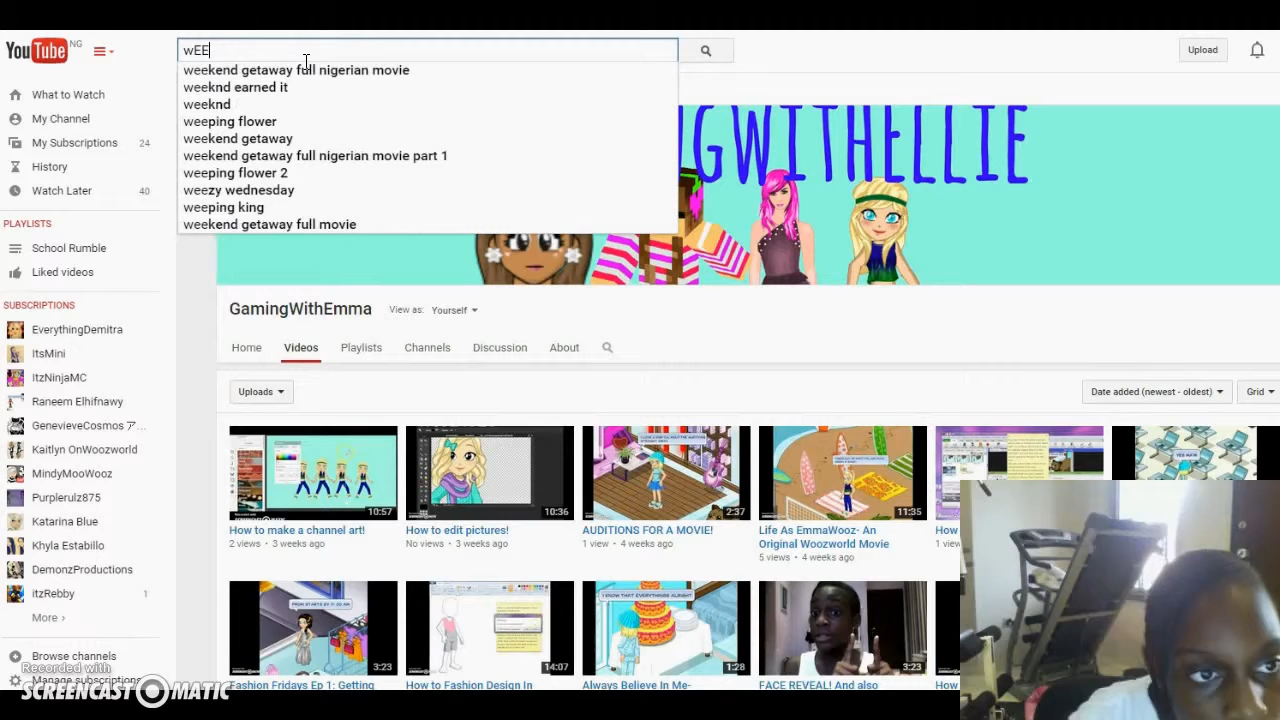 YouTube NG
wEE
Upload
weekend getaway full nigerian movie
weeknd earned it
weeknd
weeping flower
weekend getaway
weekend getaway full nigerian movie part 1
weeping flower 2
weezy wednesday
weeping king
weekend getaway full movie
What to Watch
My Channel
My Subscriptions 24
History
Watch Later 40
PLAYLISTS
School Rumble
Liked videos
SUBSCRIPTIONS
EverythingDemitra
ItsMini
ItzNinjaMC
Raneem Elhifnawy
GenevieveCosmos ア...
Kaitlyn OnWoozworld
MindyMooWooz
Purplerulz875
Katarina Blue
Khyla Estabillo
DemonzProductions
itzRebby 1
More ›
Browse channels
Manage subscriptions
Recorded with
SCREENCAST MATIC
NGWITHELLIE
GamingWithEmma View as: Yourself
Home Videos Playlists Channels Discussion About
Uploads Date added (newest - oldest) Grid
10:57 10:36 2:37 11:35
How to make a channel art!
2 views • 3 weeks ago
How to edit pictures!
No views • 3 weeks ago
AUDITIONS FOR A MOVIE!
1 view • 4 weeks ago
Life As EmmaWooz- An
Original Woozworld Movie
5 views • 4 weeks ago
How
1 view
I KNOW THAT EVERYTHINGS ALRIGHT
3:23 14:07 1:28 3:23
Fashion Fridays Ep 1: Getting
How to Fashion Design In
Always Believe In Me-
FACE REVEAL! And also
How